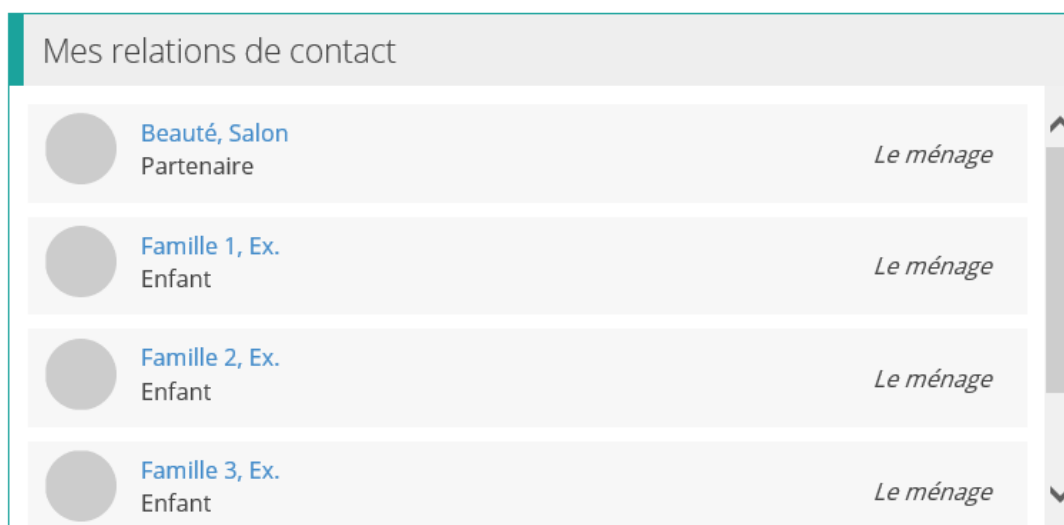 Mes relations de contact
Beauté, Salon
Partenaire
Le ménage
Famille 1, Ex.
Enfant
Le ménage
Famille 2, Ex.
Enfant
Le ménage
Famille 3, Ex.
Enfant
Le ménage